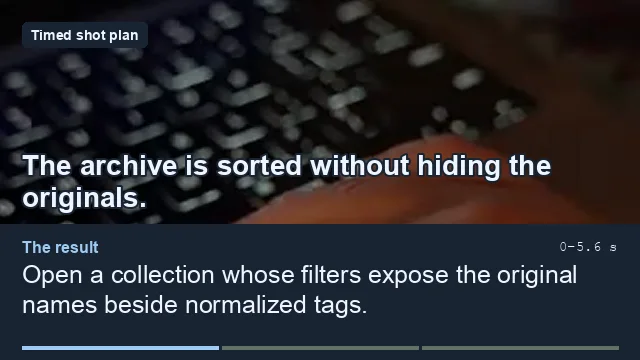 Timed shot plan
The archive is sorted without hiding the
originals.
The result
0–5.6 s
Open a collection whose filters expose the original
names beside normalized tags.